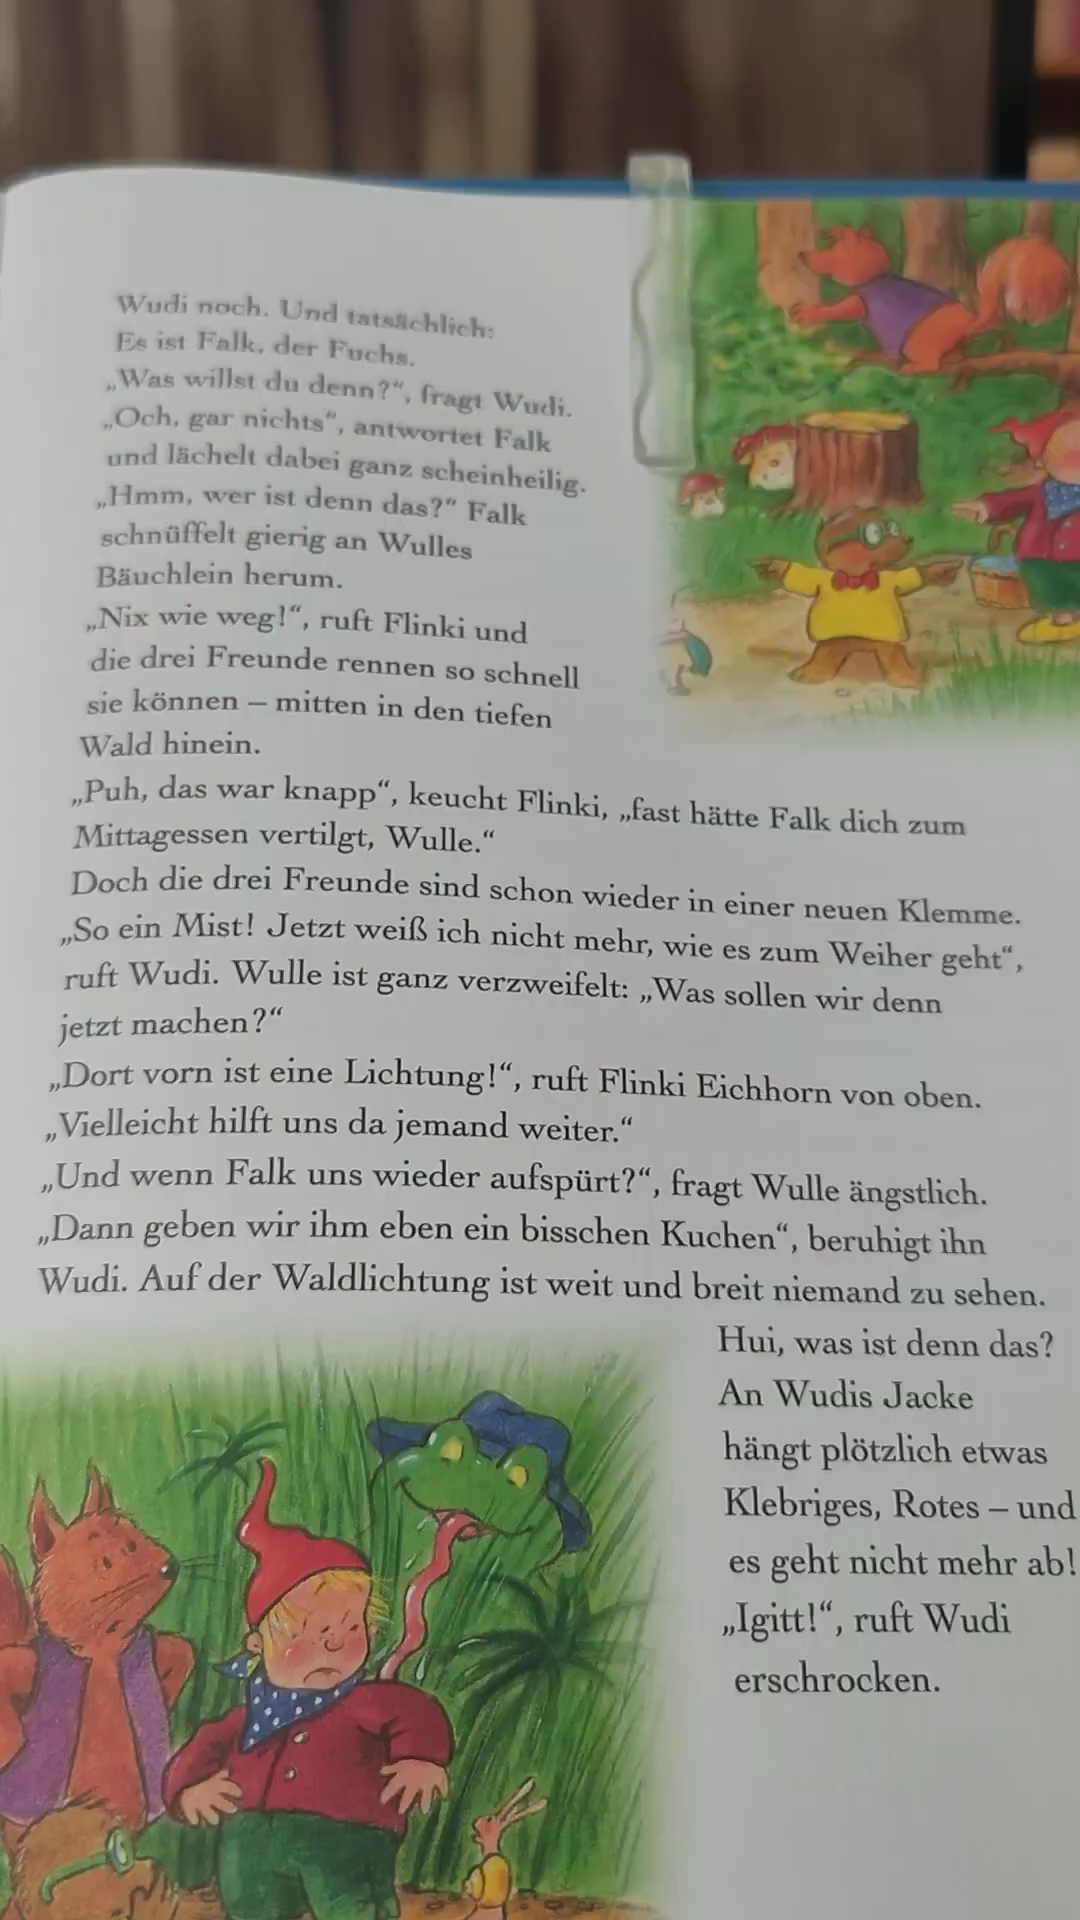 Wudi noch. Und tatsächlich:
Es ist Falk, der Fuchs.
„Was willst du denn?“, fragt Wudi.
„Och, gar nichts“, antwortet Falk
und lächelt dabei ganz scheinheilig.
„Hmm, wer ist denn das?“ Falk
schnüffelt gierig an Wulles
Bäuchlein herum.
„Nix wie weg!“, ruft Flinki und
die drei Freunde rennen so schnell
sie können – mitten in den tiefen
Wald hinein.
„Puh, das war knapp“, keucht Flinki, „fast hätte Falk dich zum
Mittagessen vertilgt, Wulle.“
Doch die drei Freunde sind schon wieder in einer neuen Klemme.
„So ein Mist! Jetzt weiß ich nicht mehr, wie es zum Weiher geht“,
ruft Wudi. Wulle ist ganz verzweifelt: „Was sollen wir denn
jetzt machen?“
„Dort vorn ist eine Lichtung!“, ruft Flinki Eichhorn von oben.
„Vielleicht hilft uns da jemand weiter.“
„Und wenn Falk uns wieder aufspürt?“, fragt Wulle ängstlich.
„Dann geben wir ihm eben ein bisschen Kuchen“, beruhigt ihn
Wudi. Auf der Waldlichtung ist weit und breit niemand zu sehen.
Hui, was ist denn das?
An Wudis Jacke
hängt plötzlich etwas
Klebriges, Rotes – und
es geht nicht mehr ab!
„Igitt!“, ruft Wudi
erschrocken.